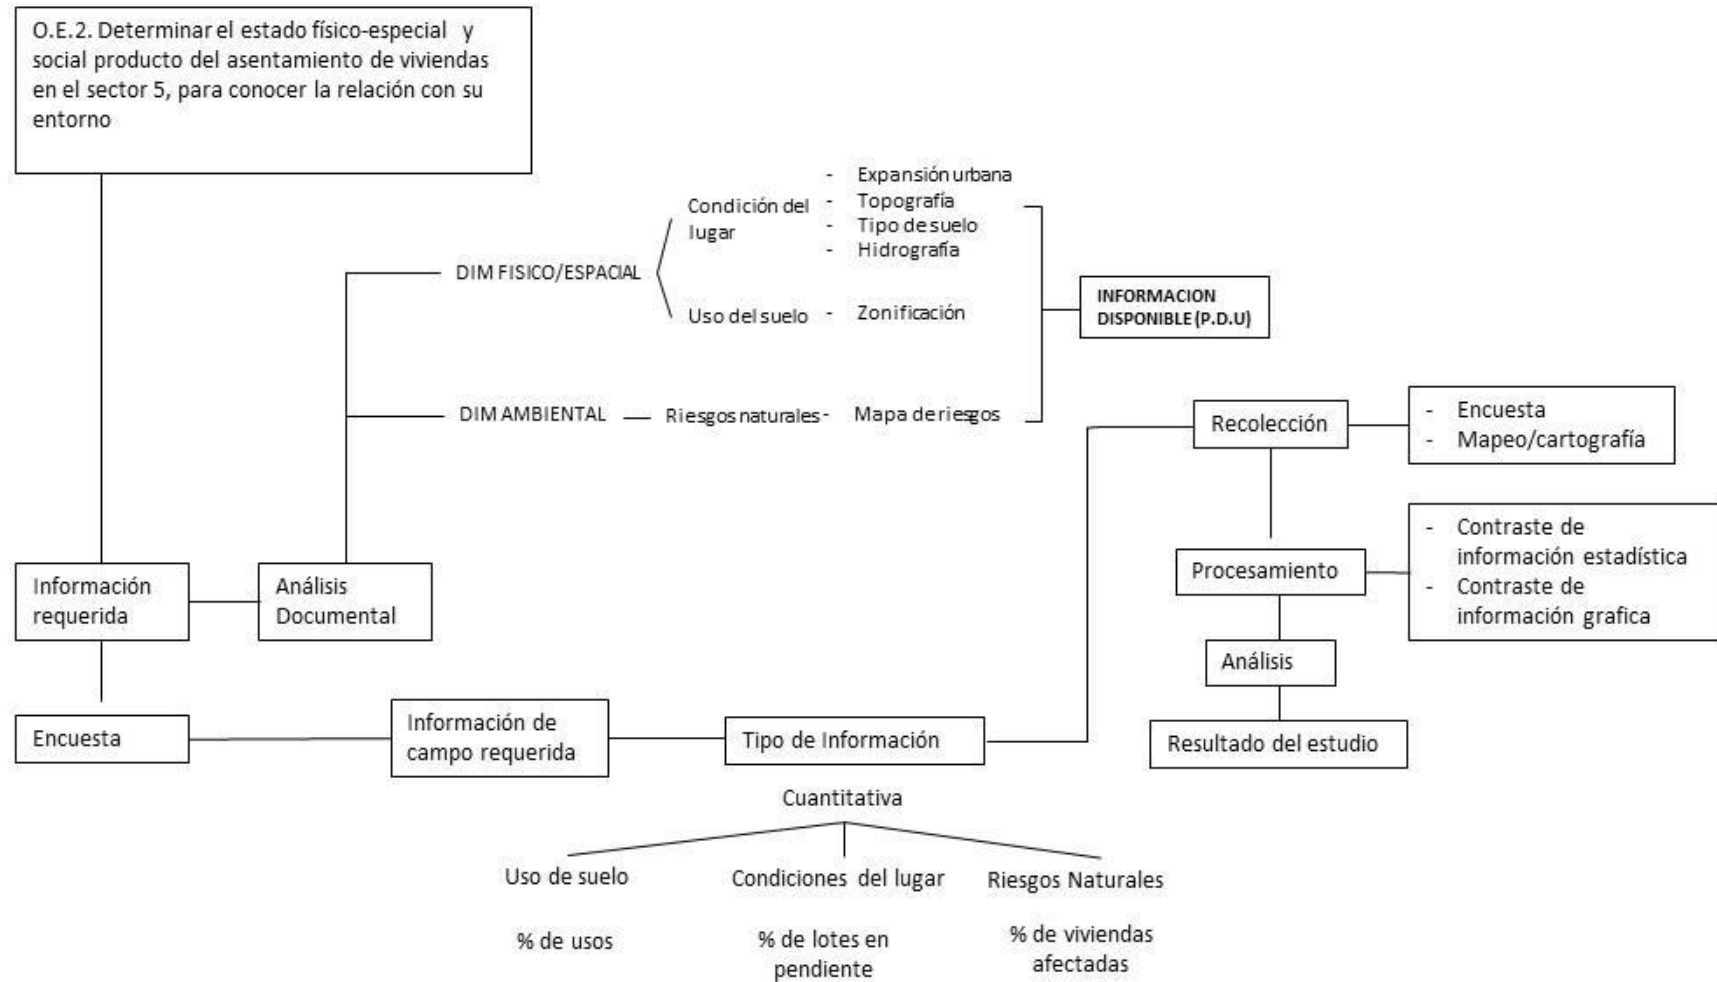 O.E.2. Determinar el estado físico-especial y
social producto del asentamiento de viviendas
en el sector 5, para conocer la relación con su
entorno
Condición del
lugar
- Expansión urbana
- Topografía
- Tipo de suelo
- Hidrografía
DIM FISICO/ESPACIAL
Uso del suelo
- Zonificación
INFORMACION
DISPONIBLE (P.D.U)
DIM AMBIENTAL
Riesgos naturales
- Mapa de riesgos
Recolección
- Encuesta
- Mapeo/cartografía
Procesamiento
- Contraste de
información estadística
- Contraste de
información grafica
Información
requerida
Análisis
Documental
Análisis
Resultado del estudio
Encuesta
Información de
campo requerida
Tipo de Información
Cuantitativa
Uso de suelo
Condiciones del lugar
Riesgos Naturales
% de usos
% de lotes en
pendiente
% de viviendas
afectadas